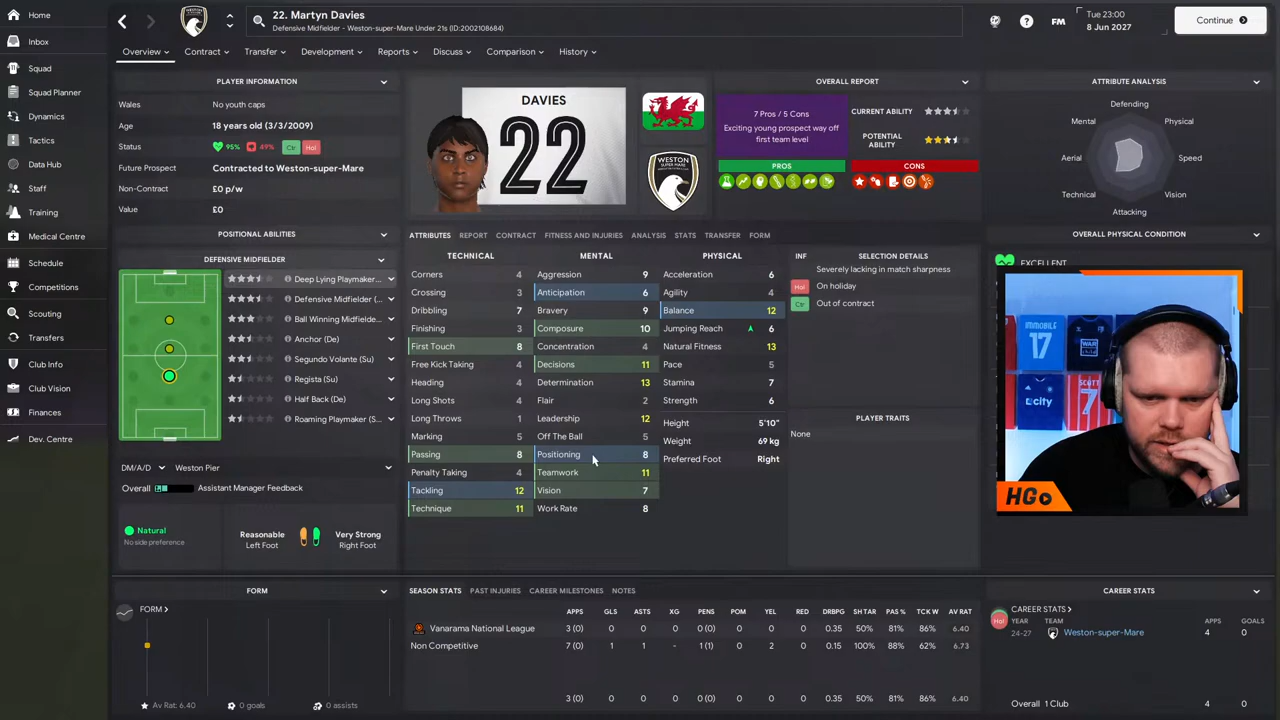 Home
Inbox
Squad
Squad Planner
Dynamics
Tactics
Data Hub
Staff
Training
Medical Centre
Schedule
Competitions
Scouting
Club Info
Club Vision
Finances
Dev. Centre
22. Martyn Davies
Defensive Midfielder - Weston-super-Mare Under 21s (ID:2002108684)
FM
Tue 23:00
8 Jun 2027
Continue
Overview
Contract
Transfer
Development
Reports
Discuss
Comparison
History
PLAYER INFORMATION
Wales No youth caps
Age 18 years old (3/3/2009)
Status 95% 49% Ctr Hol
Future Prospect Contracted to Weston-super-Mare
Non-Contract £0 p/w
Value £0
DAVIES
22
OVERALL REPORT
7 Pros / 5 Cons
Exciting young prospect way off
first team level
CURRENT ABILITY
POTENTIAL
ABILITY
PROS
CONS
ATTRIBUTE ANALYSIS
Defending
Mental
Physical
Aerial
Speed
Technical
Vision
Attacking
POSITIONAL ABILITIES
DEFENSIVE MIDFIELDER
Deep Lying Playmaker...
Defensive Midfielder (...
Ball Winning Midfielde...
Anchor (De)
Segundo Volante (Su)
Regista (Su)
Half Back (De)
Roaming Playmaker (S...
DM/A/D Weston Pier
Overall Assistant Manager Feedback
Natural
No side preference
Reasonable
Left Foot
Very Strong
Right Foot
ATTRIBUTES REPORT CONTRACT FITNESS AND INJURIES ANALYSIS STATS TRANSFER FORM
TECHNICAL
Corners 4
Crossing 3
Dribbling 7
Finishing 3
First Touch 8
Free Kick Taking 4
Heading 4
Long Shots 4
Long Throws 1
Marking 5
Passing 8
Penalty Taking 4
Tackling 12
Technique 11
MENTAL
Aggression 9
Anticipation 6
Bravery 9
Composure 10
Concentration 4
Decisions 11
Determination 13
Flair 2
Leadership 12
Off The Ball 5
Positioning 8
Teamwork 11
Vision 7
Work Rate 8
PHYSICAL
Acceleration 6
Agility 4
Balance 12
Jumping Reach 6
Natural Fitness 13
Pace 5
Stamina 7
Strength 6
Height 5'10"
Weight 69 kg
Preferred Foot Right
INF SELECTION DETAILS
Severely lacking in match sharpness
Hol On holiday
Ctr Out of contract
PLAYER TRAITS
None
OVERALL PHYSICAL CONDITION
EXCELLENT
IMMOBILE
17
city
HGo
FORM
FORM
Av Rat: 6.40 0 goals 0 assists
SEASON STATS PAST INJURIES CAREER MILESTONES NOTES
APPS GLS ASTS XG PENS POM YEL RED DRBPG SH TAR PAS % TCK W AV RAT
Vanarama National League 3 (0) 0 0 0 0 (0) 0 0 0 0.35 50% 81% 86% 6.40
Non Competitive 7 (0) 1 1 - 1 (1) 0 2 0 0.15 100% 88% 62% 6.73
3 (0) 0 0 0 0 (0) 0 0 0 0.35 50% 81% 86% 6.40
CAREER STATS
Hol
CAREER STATS
YEAR TEAM APPS GOALS
24-27 Weston-super-Mare 4 0
Overall 1 Club 4 0